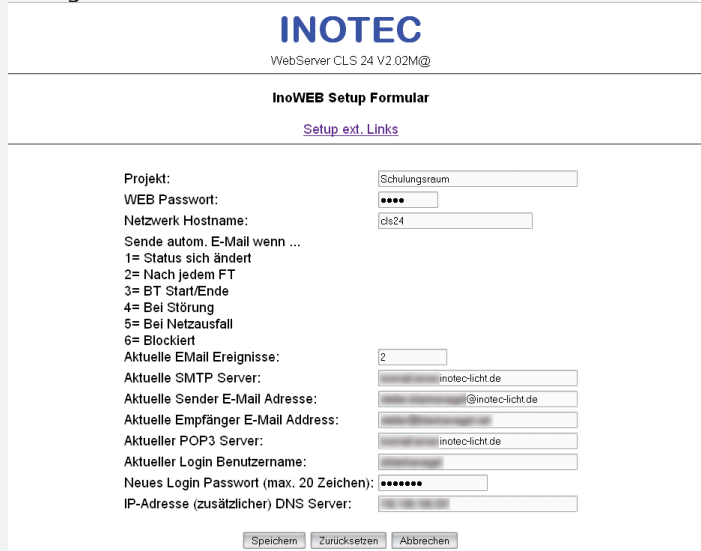 INOTEC
WebServer CLS 24 V2.02M@
InoWEB Setup Formular
Setup ext. Links
Projekt: Schulungsraum
WEB Passwort: ••••
Netzwerk Hostname: cls24
Sende autom. E-Mail wenn ...
1= Status sich ändert
2= Nach jedem FT
3= BT Start/Ende
4= Bei Störung
5= Bei Netzausfall
6= Blockiert
Aktuelle EMail Ereignisse: 2
Aktuelle SMTP Server: inotec-licht.de
Aktuelle Sender E-Mail Adresse: @inotec-licht.de
Aktuelle Empfänger E-Mail Address:
Aktueller POP3 Server: inotec-licht.de
Aktueller Login Benutzername:
Neues Login Passwort (max. 20 Zeichen): •••••••
IP-Adresse (zusätzlicher) DNS Server:
Speichern Zurücksetzen Abbrechen